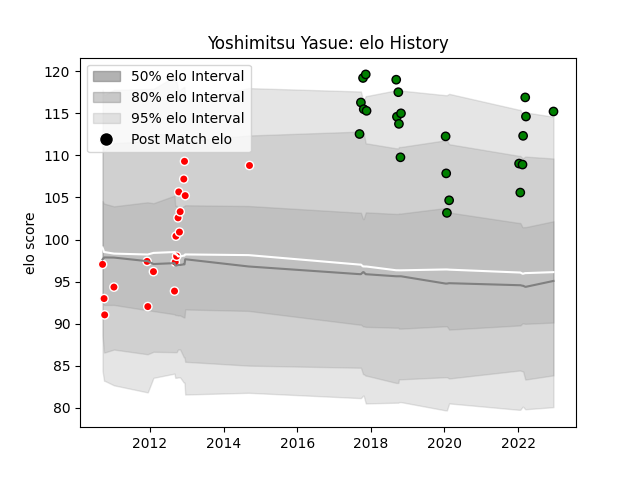 Yoshimitsu Yasue: elo History
50% elo Interval
80% elo Interval
95% elo Interval
Post Match elo
elo score
120
115
110
105
100
95
90
85
80
2012 2014 2016 2018 2020 2022